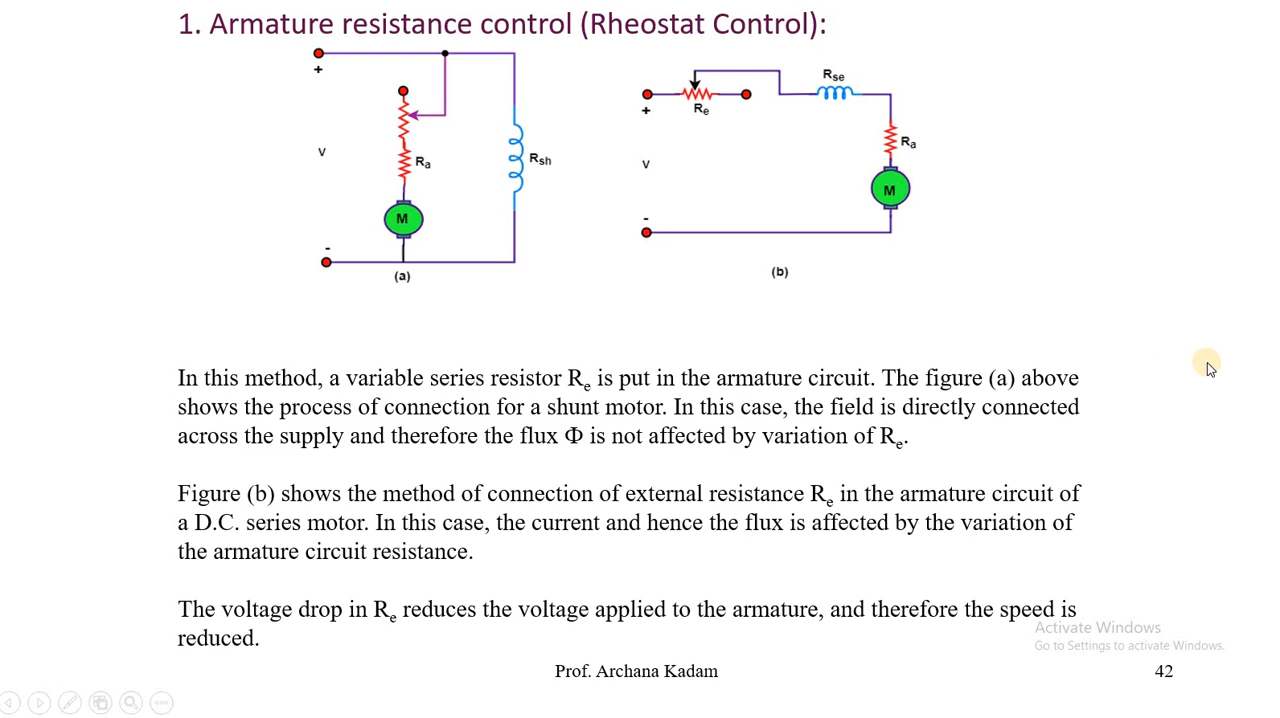 1. Armature resistance control (Rheostat Control):
+
V
-
Ra
M
Rsh
(a)
Rse
+
Re
Ra
V
M
-
(b)
In this method, a variable series resistor Re is put in the armature circuit. The figure (a) above
shows the process of connection for a shunt motor. In this case, the field is directly connected
across the supply and therefore the flux Φ is not affected by variation of Re.
Figure (b) shows the method of connection of external resistance Re in the armature circuit of
a D.C. series motor. In this case, the current and hence the flux is affected by the variation of
the armature circuit resistance.
The voltage drop in Re reduces the voltage applied to the armature, and therefore the speed is
reduced.
Activate Windows
Go to Settings to activate Windows.
Prof. Archana Kadam
42